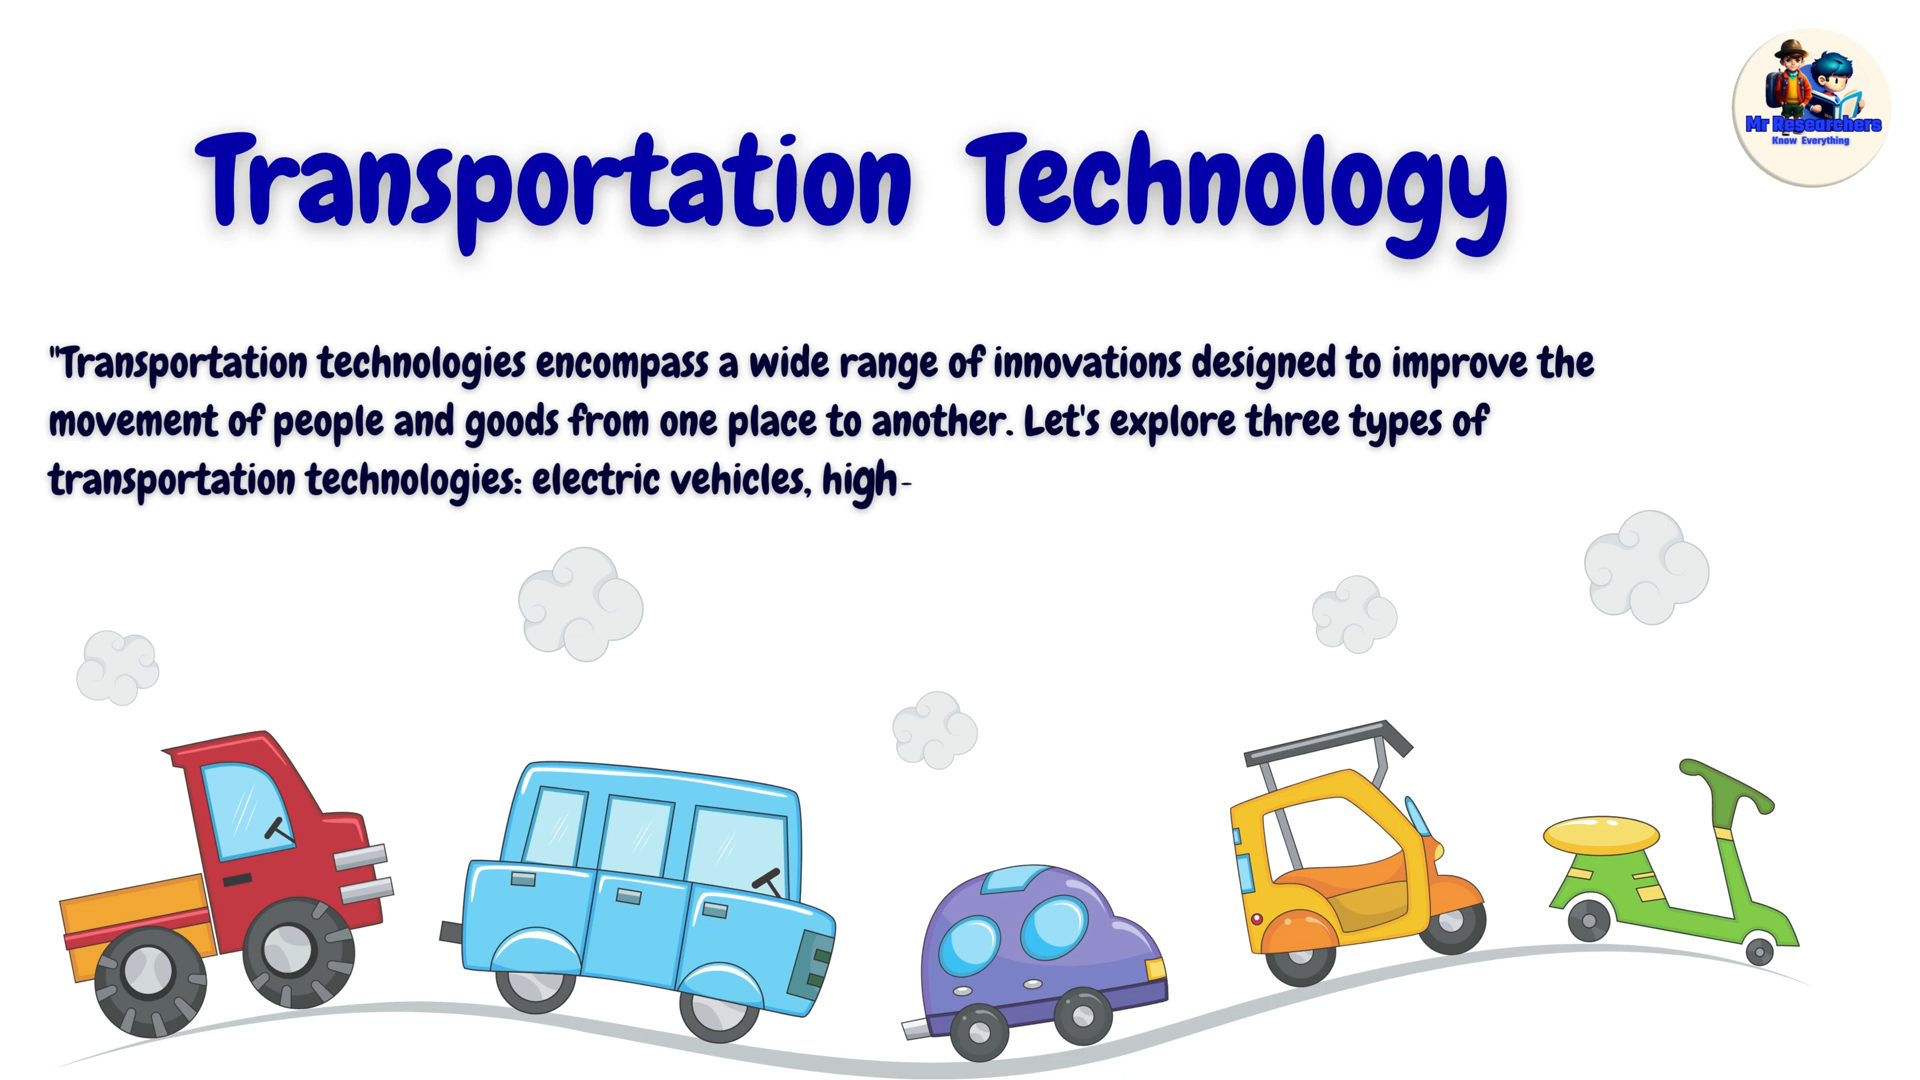 Mr Researchers
Know Everything
Transportation Technology
"Transportation technologies encompass a wide range of innovations designed to improve the
movement of people and goods from one place to another. Let's explore three types of
transportation technologies: electric vehicles, high-